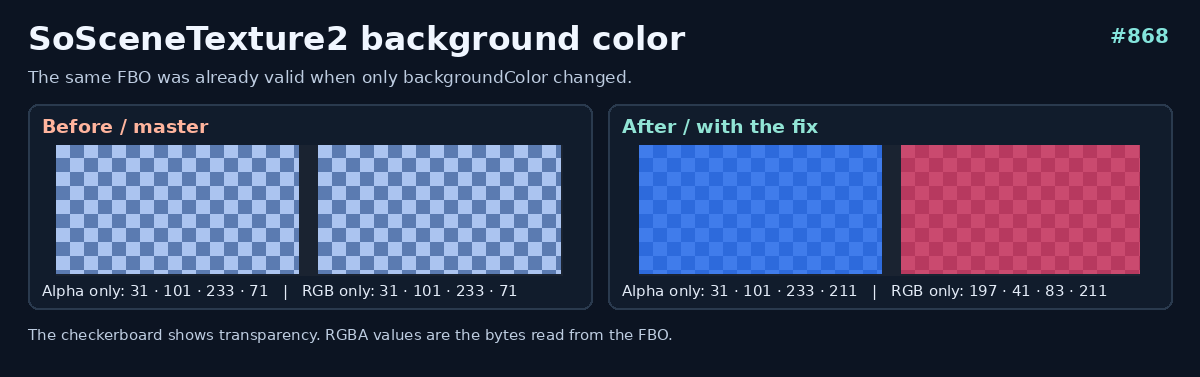 SoSceneTexture2 background color
#868
The same FBO was already valid when only backgroundColor changed.
Before / master
Alpha only: 31 · 101 · 233 · 71 | RGB only: 31 · 101 · 233 · 71
After / with the fix
Alpha only: 31 · 101 · 233 · 211 | RGB only: 197 · 41 · 83 · 211
The checkerboard shows transparency. RGBA values are the bytes read from the FBO.